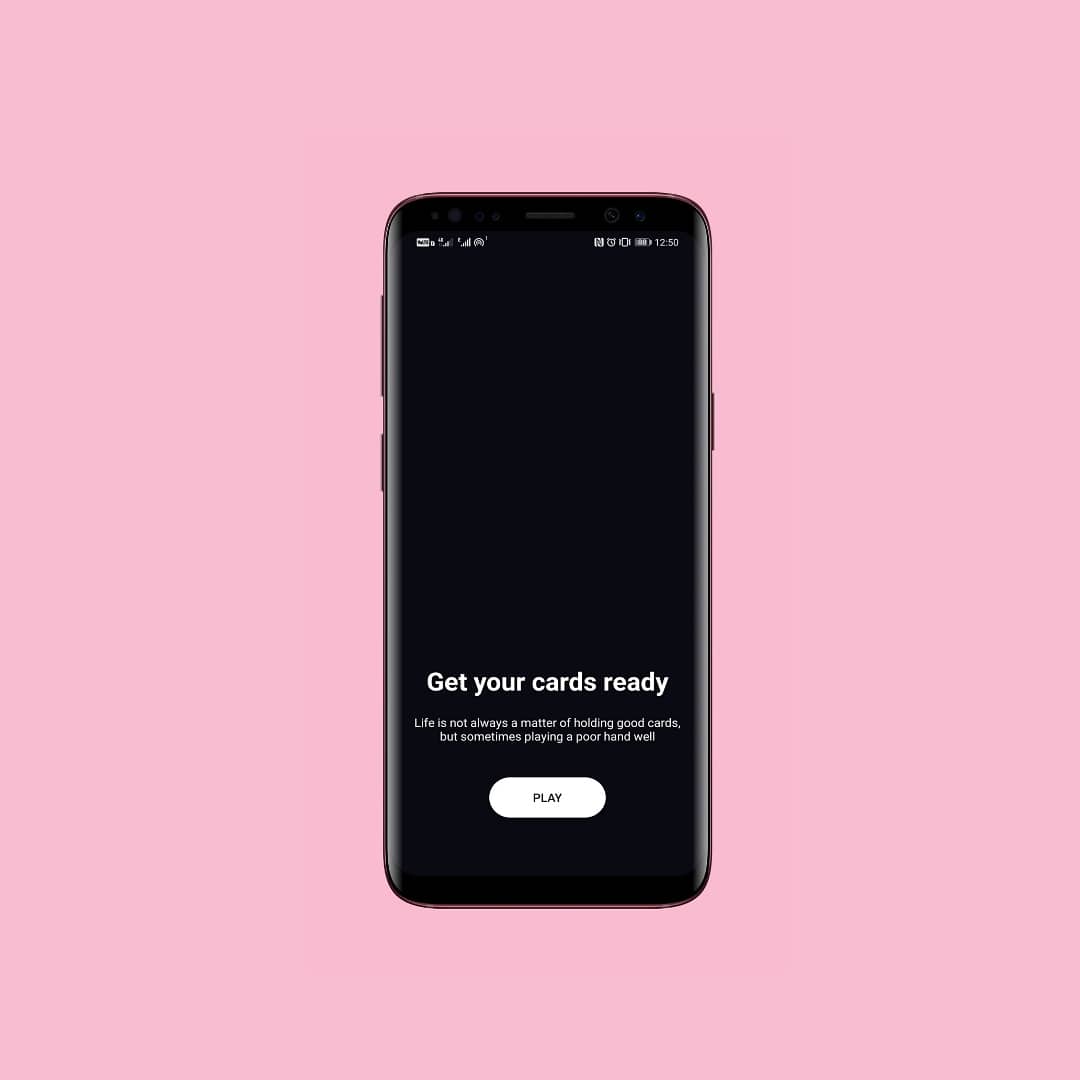 12:50
Get your cards ready
Life is not always a matter of holding good cards,
but sometimes playing a poor hand well
PLAY